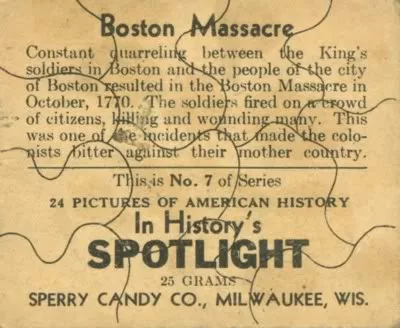 Boston Massacre
Constant quarreling between the King's
soldiers in Boston and the people of the city
of Boston resulted in the Boston Massacre in
October, 1770. The soldiers fired on a crowd
of citizens, killing and wounding many. This
was one of the incidents that made the colo-
nists bitter against their mother country.
This is No. 7 of Series
24 PICTURES OF AMERICAN HISTORY
In History's
SPOTLIGHT
25 GRAMS
SPERRY CANDY CO., MILWAUKEE, WIS.